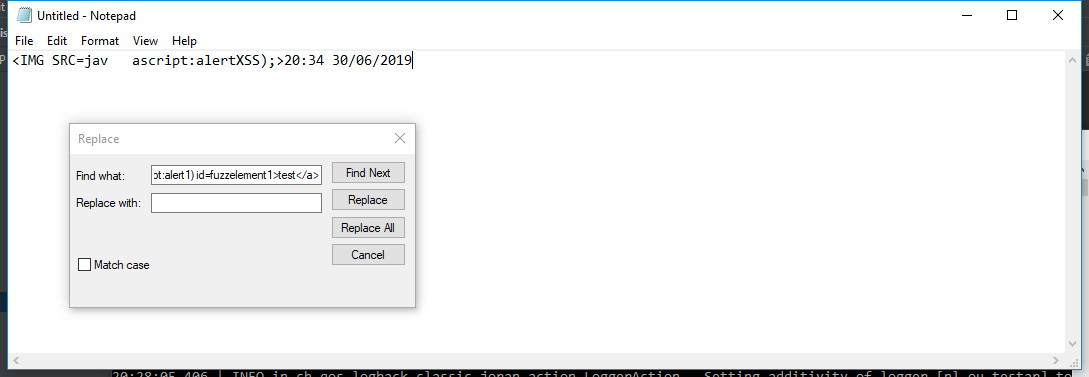 Untitled - Notepad
File Edit Format View Help
<IMG SRC=jav   ascript:alertXSS);>20:34 30/06/2019
Replace
Find what: pt:alert1) id=fuzzelement1>test</a> Find Next
Replace with: Replace
Replace All
Cancel
Match case
20:28:05,406 | INFO in ch.qos.logback.classic.joran.action.LoggerAction - Setting additivity of logger [nl.ou.testar] to